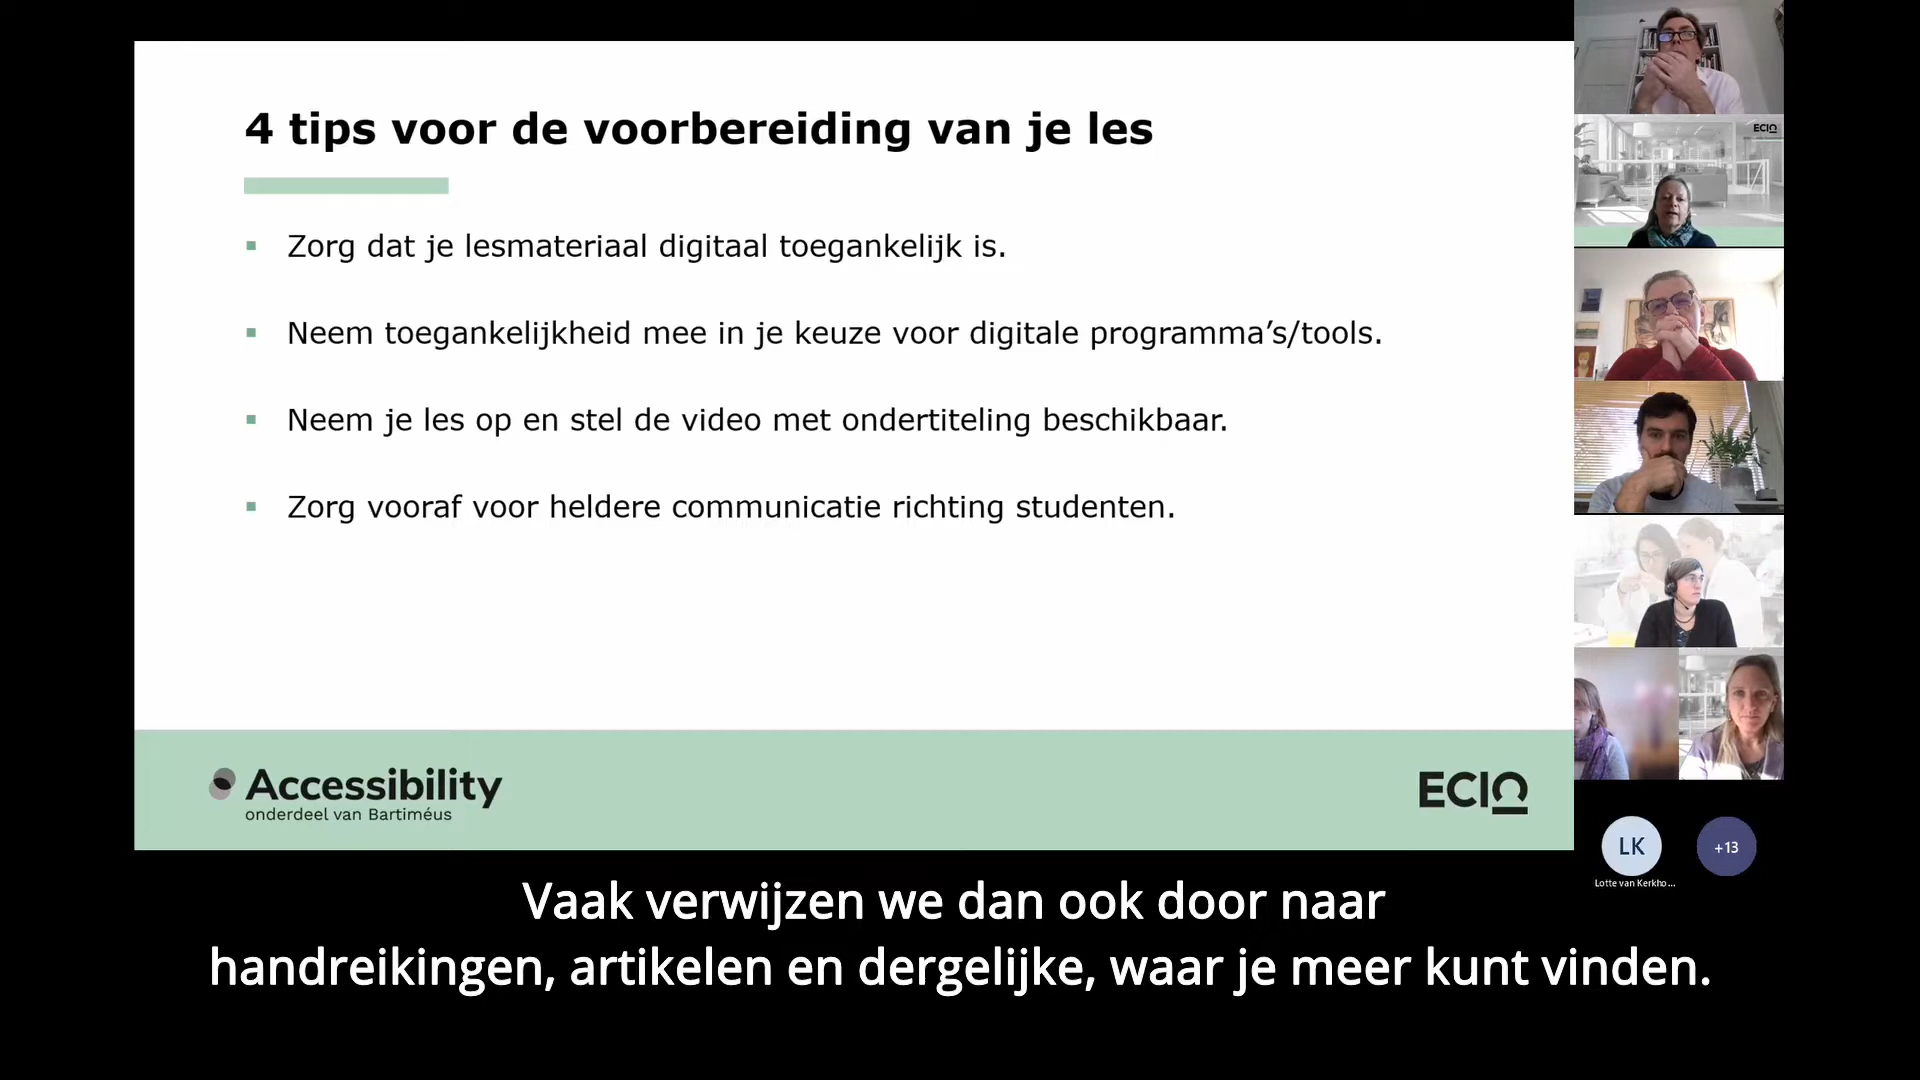 4 tips voor de voorbereiding van je les
Zorg dat je lesmateriaal digitaal toegankelijk is.
Neem toegankelijkheid mee in je keuze voor digitale programma’s/tools.
Neem je les op en stel de video met ondertiteling beschikbaar.
Zorg vooraf voor heldere communicatie richting studenten.
Accessibility
onderdeel van Bartiméus
ECIO
ECIO
LK
+13
Lotte van Kerkho...
Vaak verwijzen we dan ook door naar
handreikingen, artikelen en dergelijke, waar je meer kunt vinden.